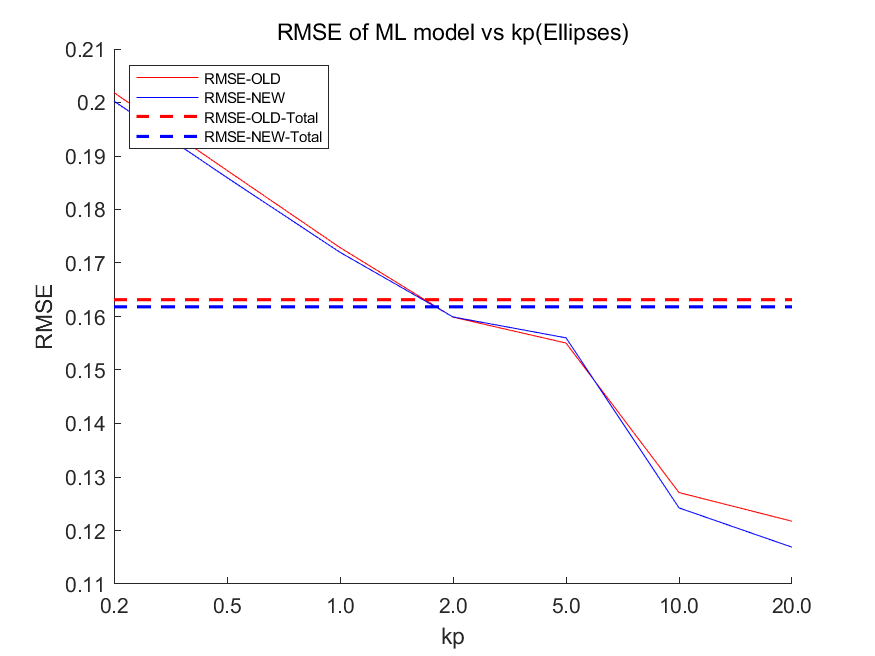 RMSE of ML model vs kp(Ellipses)
0.21
0.2
0.19
0.18
0.17
0.16
0.15
0.14
0.13
0.12
0.11
RMSE
RMSE-OLD
RMSE-NEW
RMSE-OLD-Total
RMSE-NEW-Total
0.2 0.5 1.0 2.0 5.0 10.0 20.0
kp